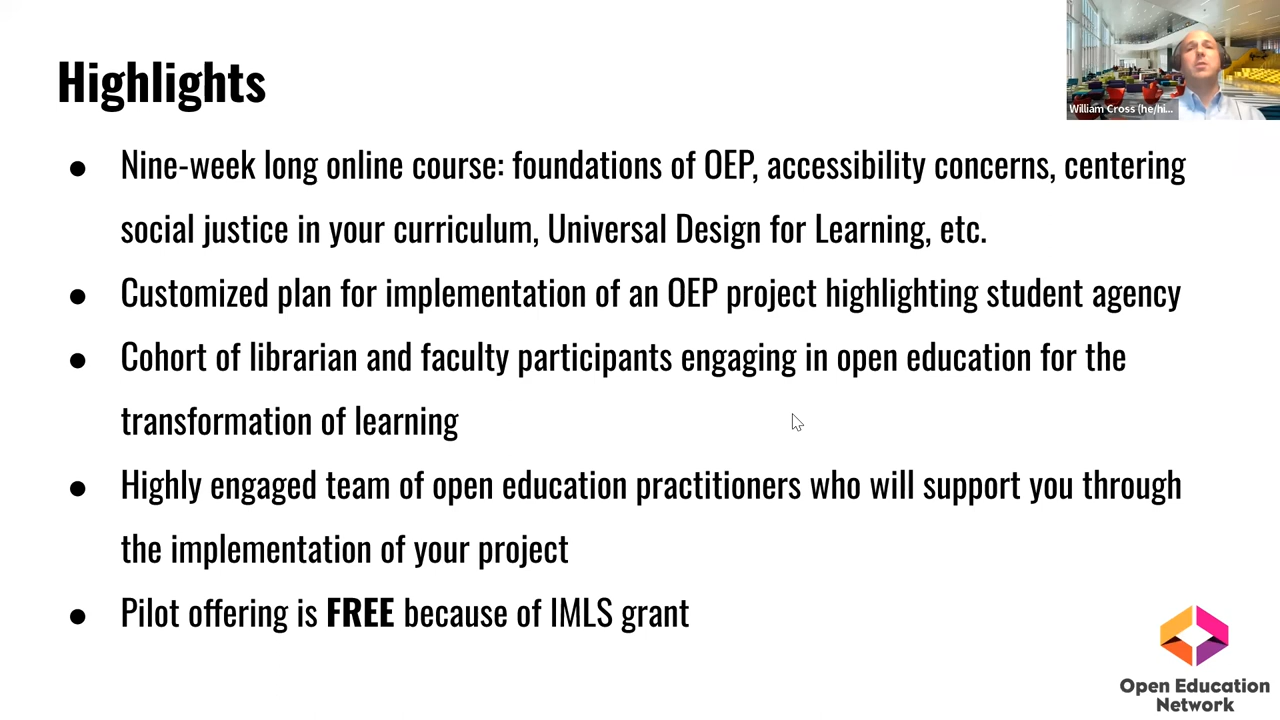 Highlights
William Cross (he/hi...
● Nine-week long online course: foundations of OEP, accessibility concerns, centering
social justice in your curriculum, Universal Design for Learning, etc.
● Customized plan for implementation of an OEP project highlighting student agency
● Cohort of librarian and faculty participants engaging in open education for the
transformation of learning
● Highly engaged team of open education practitioners who will support you through
the implementation of your project
● Pilot offering is FREE because of IMLS grant
Open Education
Network